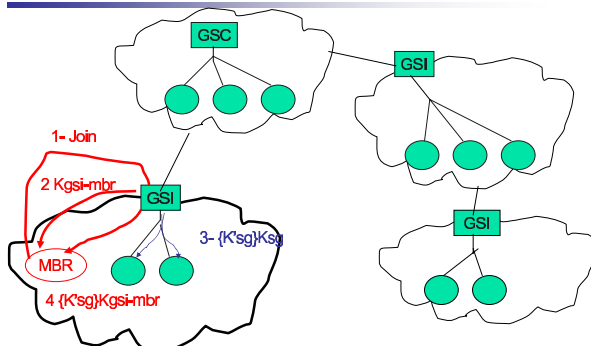 GSC
GSI
1- Join
2 Kgsi-mbr
GSI
GSI
3- {K'sg}Ksg
MBR
4 {K'sg}Kgsi-mbr